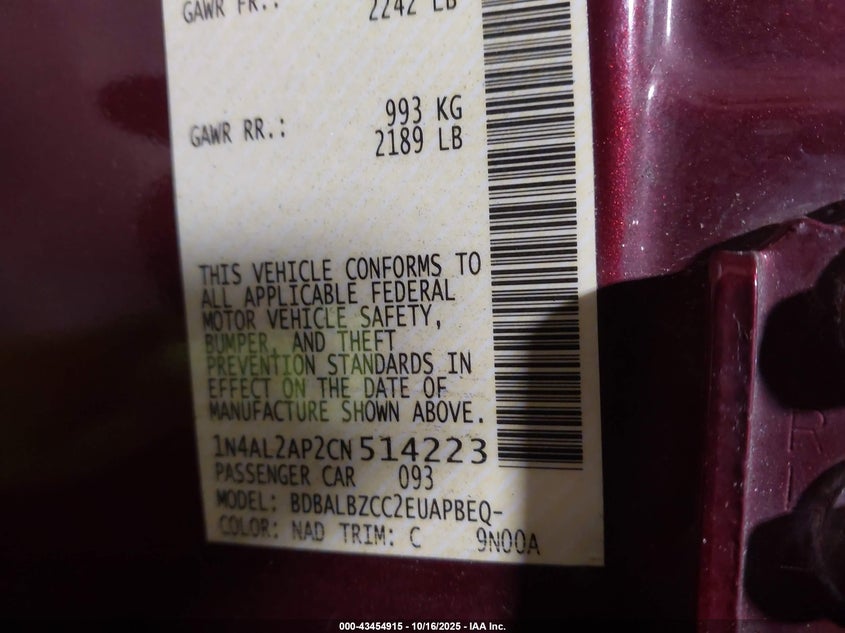 GAWR FR.: 2242 LB
993 KG
GAWR RR.: 2189 LB
THIS VEHICLE CONFORMS TO
ALL APPLICABLE FEDERAL
MOTOR VEHICLE SAFETY,
BUMPER, AND THEFT
PREVENTION STANDARDS IN
EFFECT ON THE DATE OF
MANUFACTURE SHOWN ABOVE.
1N4AL2AP2CN514223
PASSENGER CAR 093
MODEL: BDBALBZCC2EUAPBEQ-
COLOR: NAD TRIM: C 9N00A
000-43454915 - 10/16/2025 - IAA Inc.